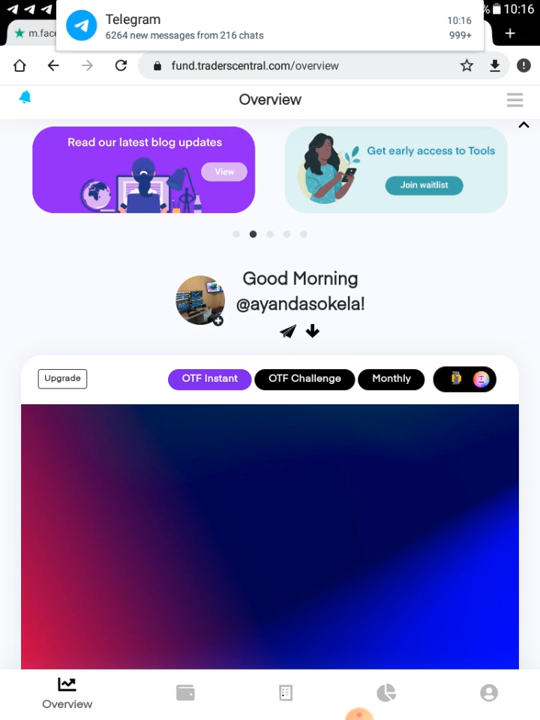 Telegram
10:16
6264 new messages from 216 chats
999+
% 10:16
m.fac
fund.traderscentral.com/overview
Overview
Read our latest blog updates
View
Get early access to Tools
Join waitlist
Good Morning
@ayandasokela!
Upgrade
OTF Instant
OTF Challenge
Monthly
Overview